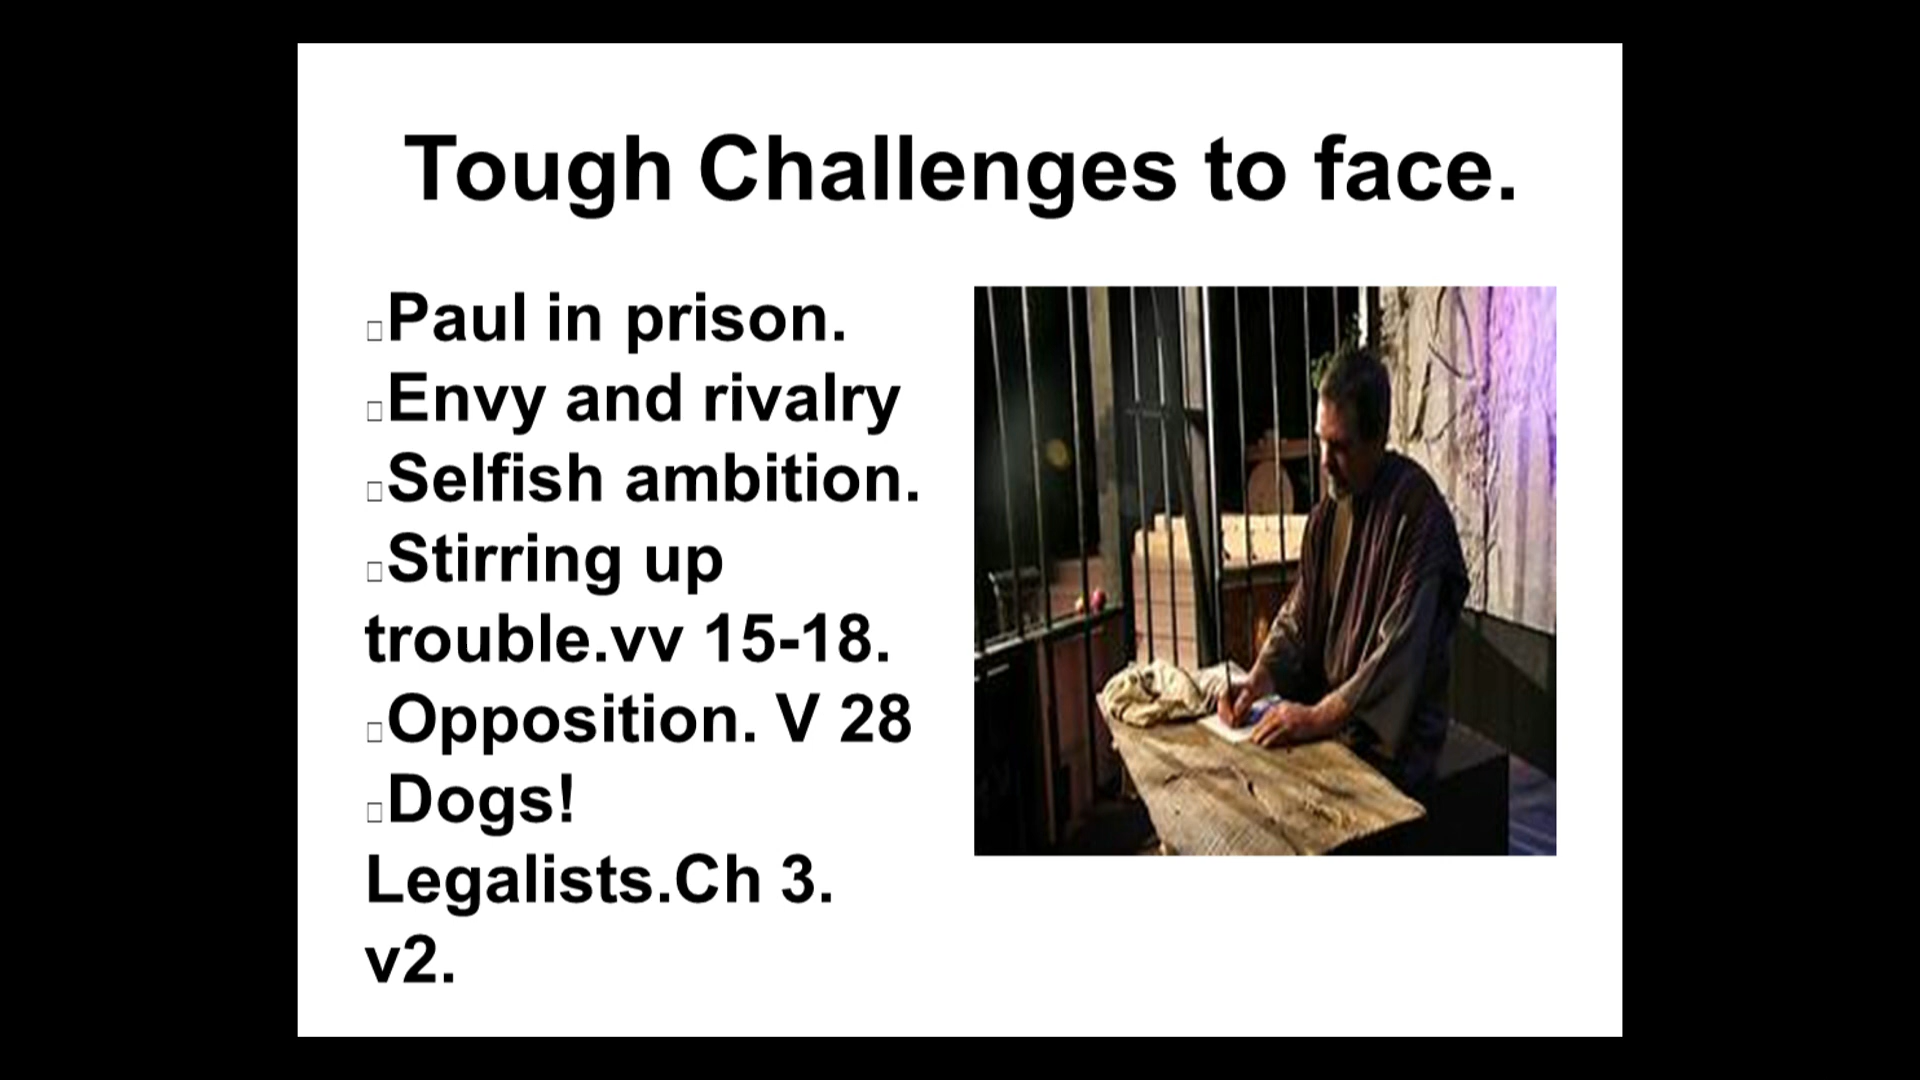 Tough Challenges to face.
Paul in prison.
Envy and rivalry
Selfish ambition.
Stirring up
trouble.vv 15-18.
Opposition. V 28
Dogs!
Legalists.Ch 3.
v2.